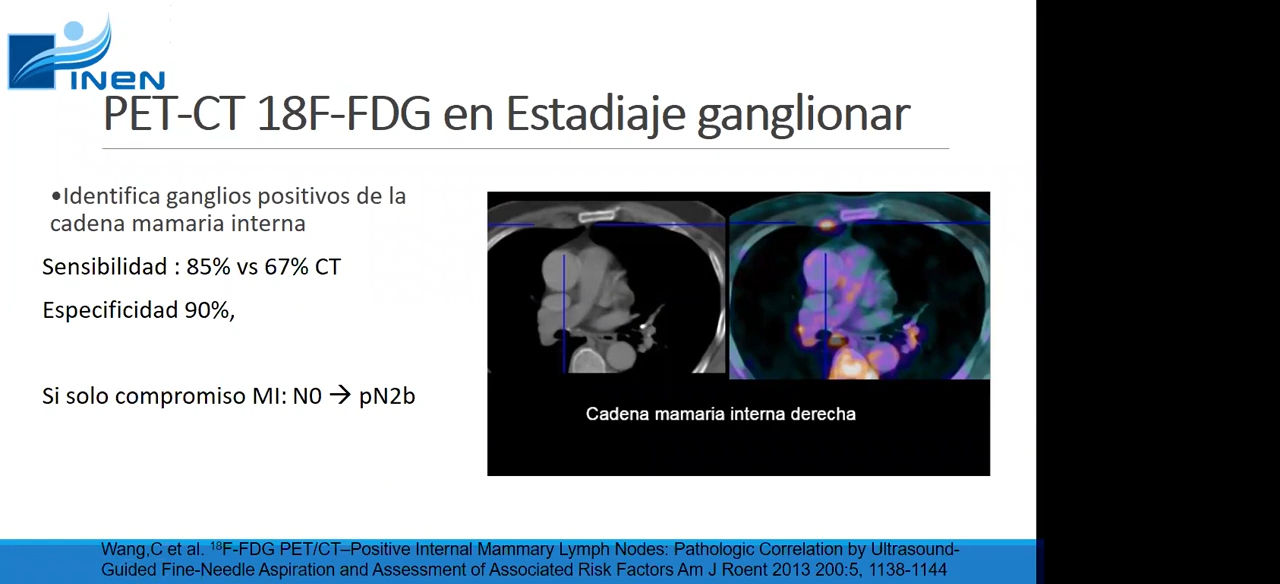 INEN
PET-CT 18F-FDG en Estadiaje ganglionar
•Identifica ganglios positivos de la
cadena mamaria interna
Sensibilidad : 85% vs 67% CT
Especificidad 90%,
Si solo compromiso MI: N0 → pN2b
Cadena mamaria interna derecha
Wang,C et al. ¹⁸F-FDG PET/CT–Positive Internal Mammary Lymph Nodes: Pathologic Correlation by Ultrasound-
Guided Fine-Needle Aspiration and Assessment of Associated Risk Factors Am J Roent 2013 200:5, 1138-1144